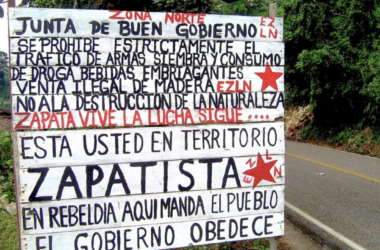 ZONA NORTE
JUNTA DE BUEN GOBIERNO EZ
LN
SE PROHIBE ESTRICTAMENTE EL
TRAFICO DE ARMAS SIEMBRA Y CONSUMO
DE DROGA BEBIDAS EMBRIAGANTES
VENTA ILEGAL DE MADERA EZLN
NO A LA DESTRUCCION DE LA NATURALEZA
ZAPATA VIVE LA LUCHA SIGUE ....
ESTA USTED EN TERRITORIO
ZAPATISTA EZLN
EN REBELDIA AQUI MANDA EL PUEBLO
Y EL GOBIERNO OBEDECE